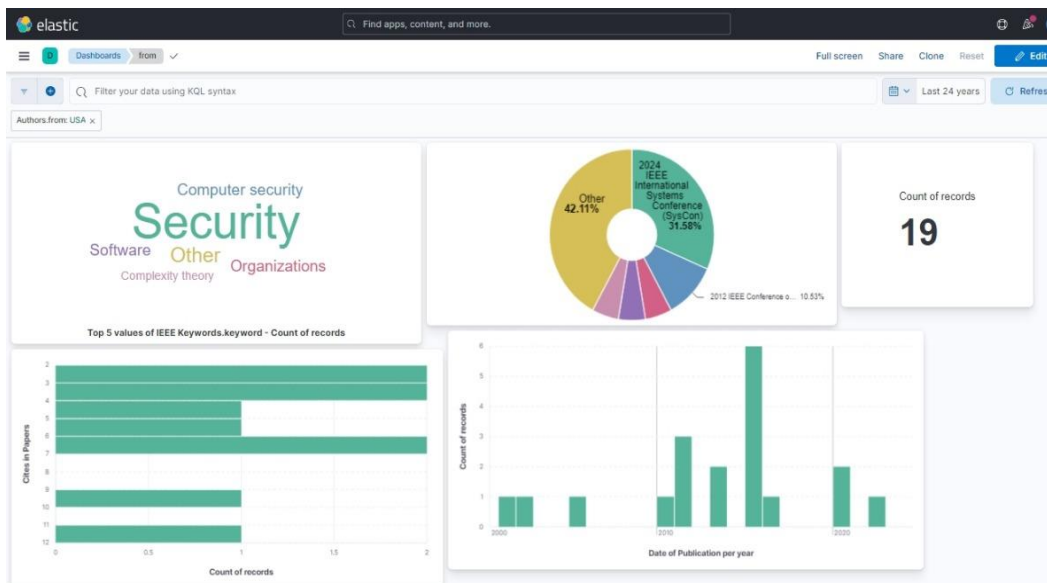 elastic
Find apps, content, and more.
D
Dashboards
from
Full screen
Share
Clone
Reset
Edit
Filter your data using KQL syntax
Last 24 years
Authors.from: USA ×
Computer security
Security
Software
Other
Organizations
Complexity theory
Top 5 values of IEEE Keywords.keyword - Count of records
Other
42.11%
2024
IEEE
International
Systems
Conference
(SysCon)
31.58%
2012 IEEE Conference o... 10.53%
Count of records
19
Cites in Papers
2
3
4
5
6
7
8
9
10
11
12
0
0.5
1
1.5
2
Count of records
Count of records
6
5
4
3
2
1
0
2000
2010
2020
Date of Publication per year